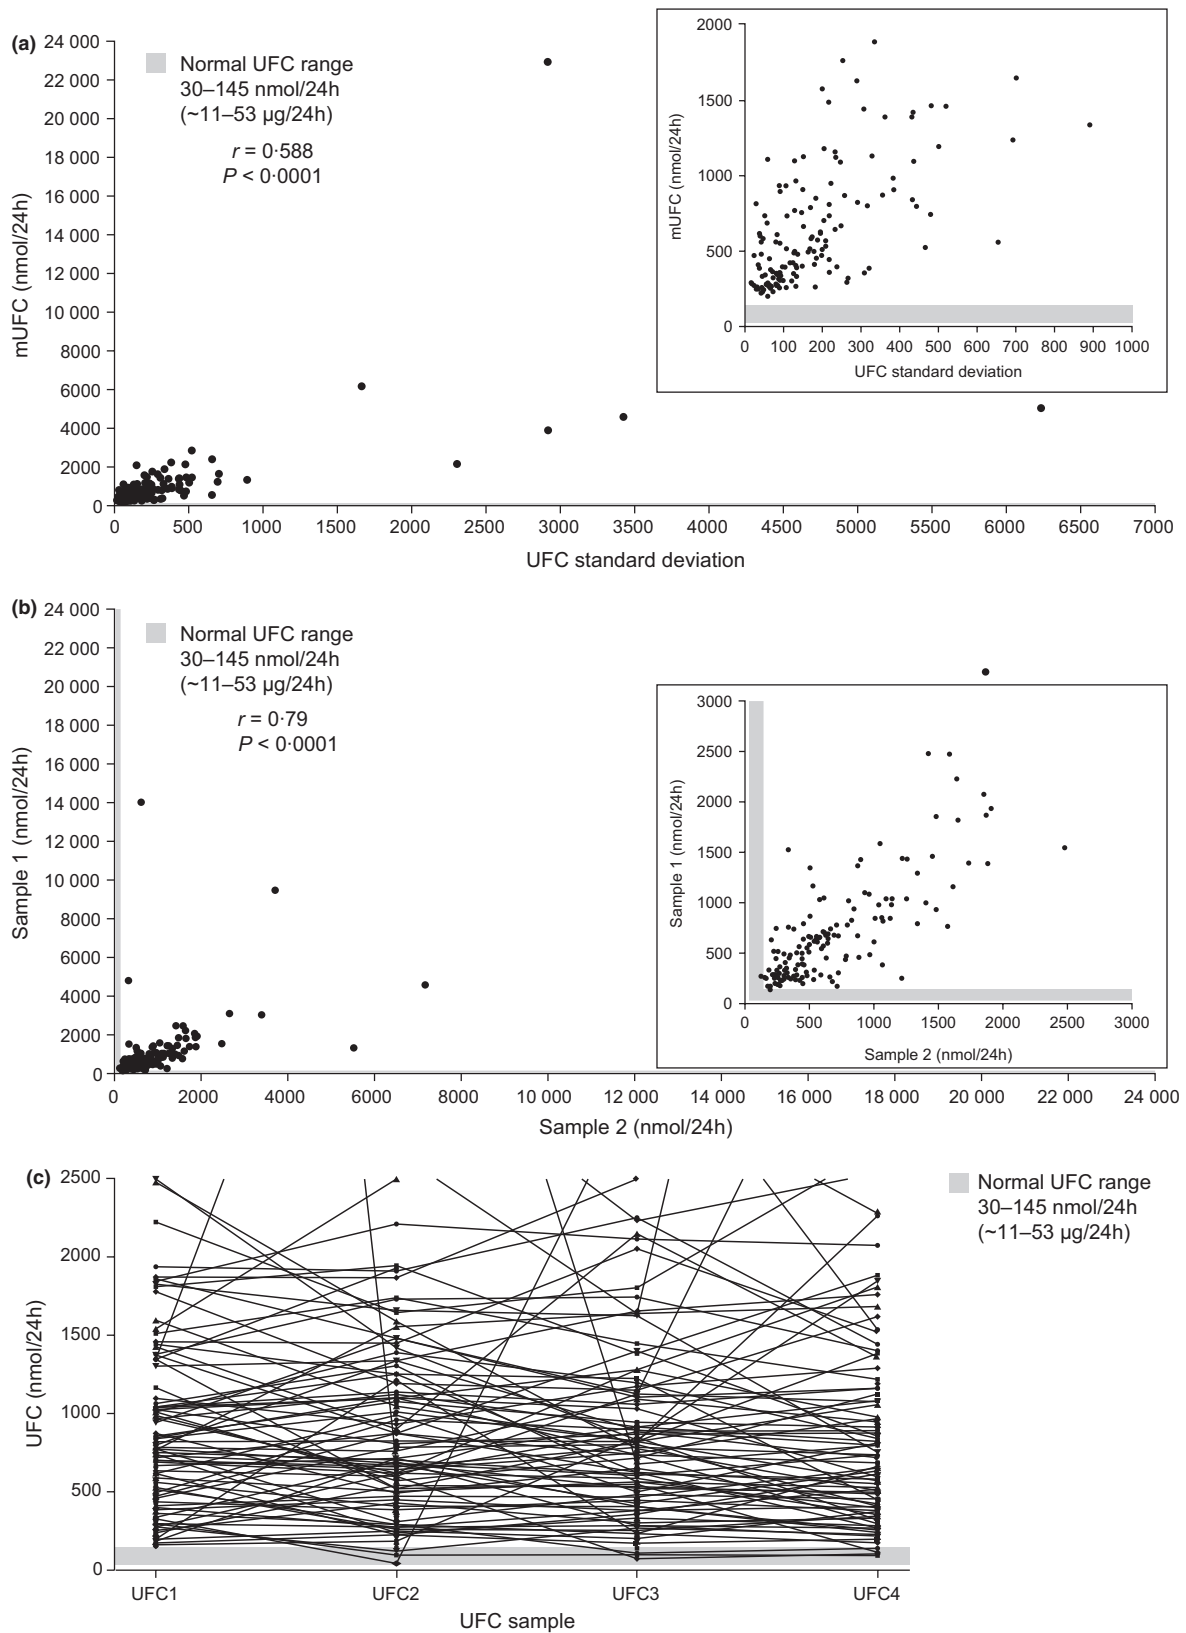 (a)
24 000
22 000
20 000
18 000
16 000
14 000
12 000
10 000
8000
6000
4000
2000
0
mUFC (nmol/24h)
Normal UFC range
30–145 nmol/24h
(~11–53 µg/24h)
r = 0·588
P < 0·0001
0 500 1000 1500 2000 2500 3000 3500 4000 4500 5000 5500 6000 6500 7000
UFC standard deviation
2000
1500
1000
500
0
mUFC (nmol/24h)
0 100 200 300 400 500 600 700 800 900 1000
UFC standard deviation
(b)
24 000
22 000
20 000
18 000
16 000
14 000
12 000
10 000
8000
6000
4000
2000
0
Sample 1 (nmol/24h)
Normal UFC range
30–145 nmol/24h
(~11–53 µg/24h)
r = 0·79
P < 0·0001
0 2000 4000 6000 8000 10 000 12 000 14 000 16 000 18 000 20 000 22 000 24 000
Sample 2 (nmol/24h)
3000
2500
2000
1500
1000
500
0
Sample 1 (nmol/24h)
0 500 1000 1500 2000 2500 3000
Sample 2 (nmol/24h)
(c)
2500
2000
1500
1000
500
0
UFC (nmol/24h)
UFC1 UFC2 UFC3 UFC4
UFC sample
Normal UFC range
30–145 nmol/24h
(~11–53 µg/24h)